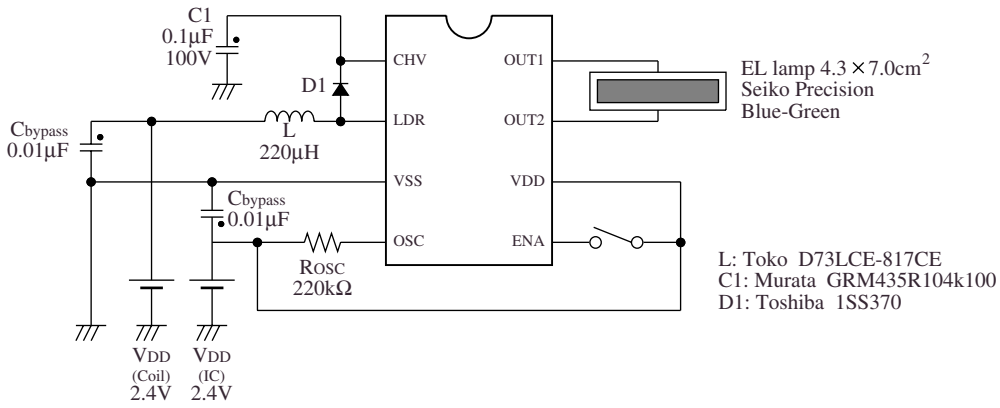 C1
0.1μF
100V
CHV
OUT1
EL lamp 4.3×7.0cm²
Seiko Precision
Blue-Green
D1
Cbypass
0.01μF
L
220μH
LDR
OUT2
VSS
VDD
Cbypass
0.01μF
OSC
ENA
ROSC
220kΩ
L: Toko D73LCE-817CE
C1: Murata GRM435R104k100
D1: Toshiba 1SS370
VDD
(Coil)
2.4V
VDD
(IC)
2.4V